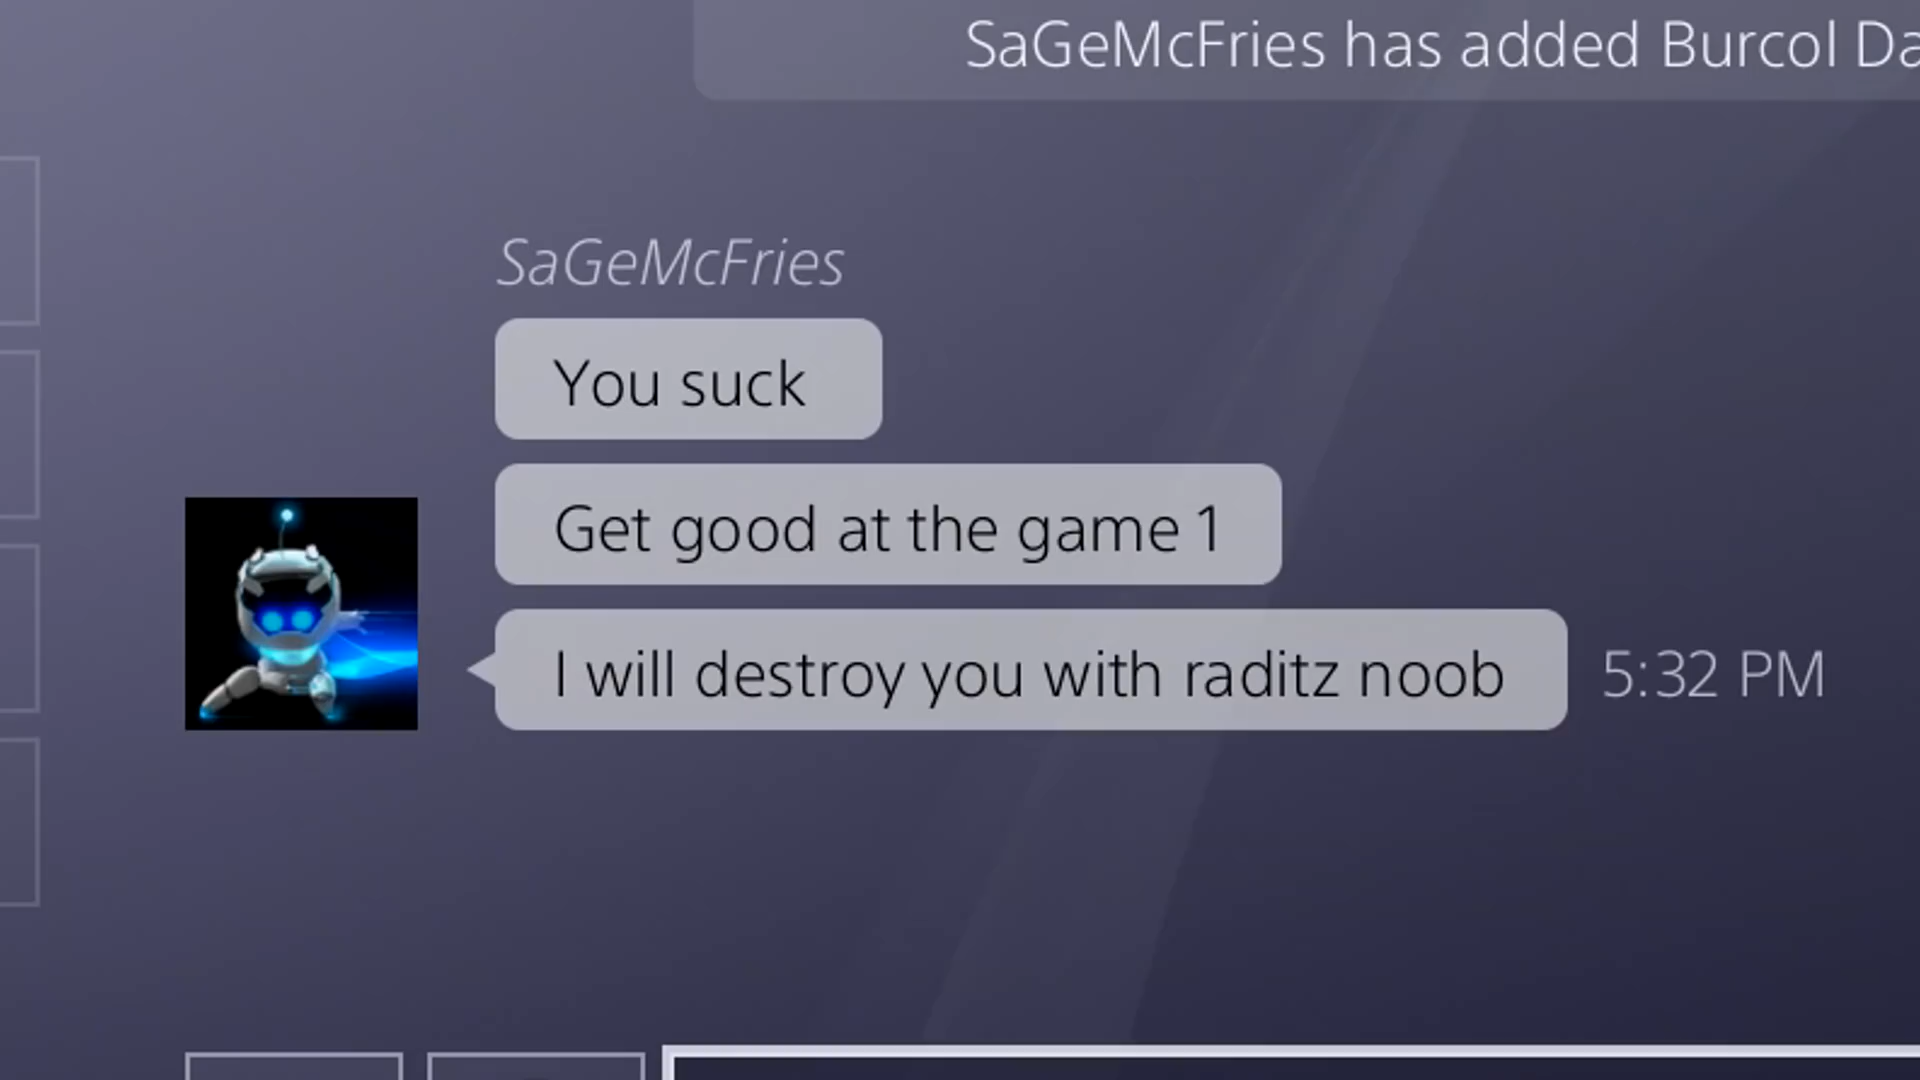 SaGeMcFries has added Burcol Da
SaGeMcFries
You suck
Get good at the game 1
I will destroy you with raditz noob
5:32 PM